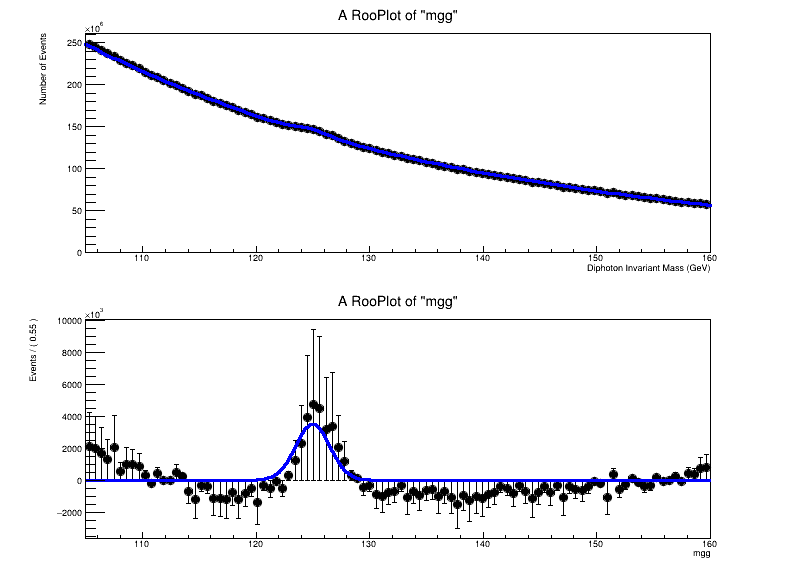 A RooPlot of "mgg"
×10⁶
Number of Events
250
200
150
100
50
0
110 120 130 140 150 160
Diphoton Invariant Mass (GeV)
A RooPlot of "mgg"
×10³
Events / ( 0.55 )
10000
8000
6000
4000
2000
0
−2000
110 120 130 140 150 160
mgg